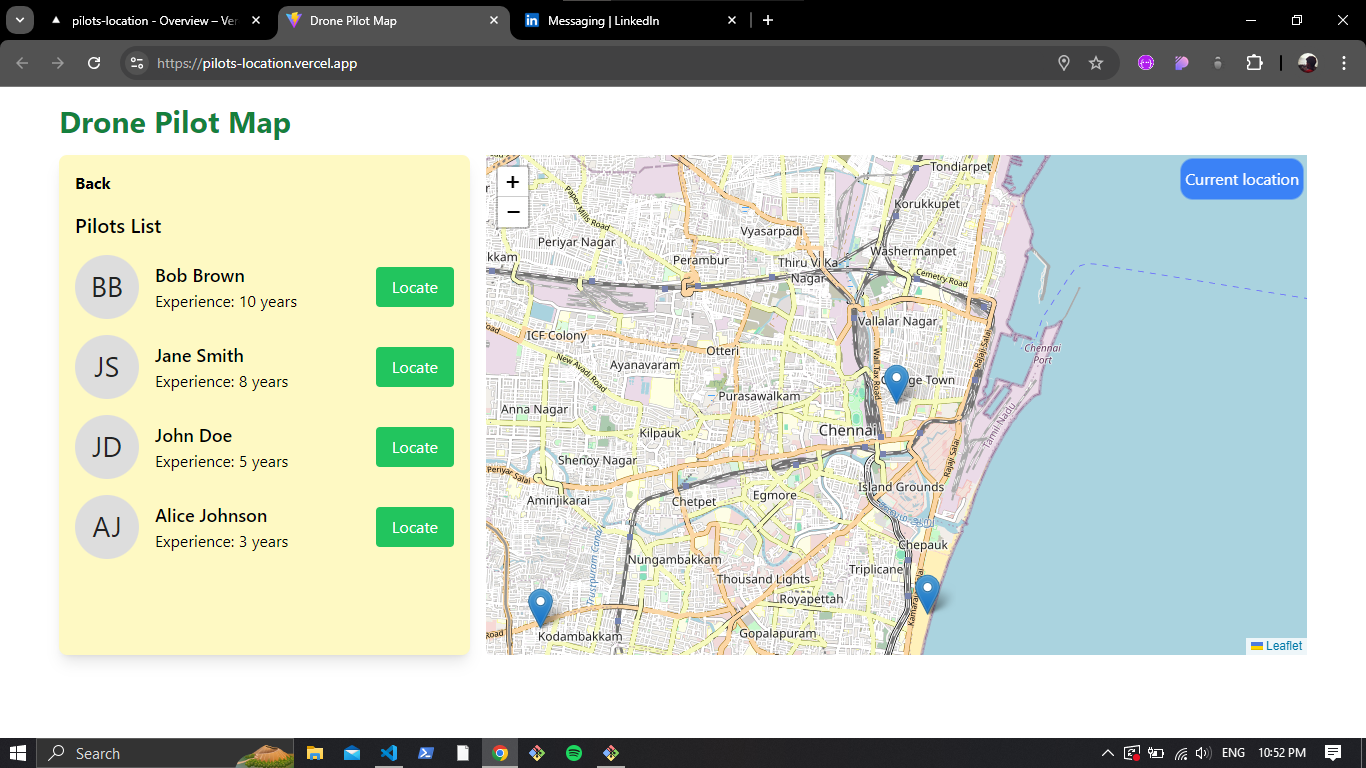 pilots-location - Overview – Ver
Drone Pilot Map
Messaging | LinkedIn
https://pilots-location.vercel.app
Drone Pilot Map
Back
Pilots List
BB
Bob Brown
Experience: 10 years
Locate
JS
Jane Smith
Experience: 8 years
Locate
JD
John Doe
Experience: 5 years
Locate
AJ
Alice Johnson
Experience: 3 years
Locate
+
−
Current location
Tondiarpet
Paper Mills Road
Korukkupet
Vyasarpadi
Periyar Nagar
Washermanpet
kkam
Perambur
Thiru Vi Ka
Nagar
Cemetry Road
Road
ICF Colony
Vallalar Nagar
Rajaji Salai
Otteri
Chennai
Port
New Avadi Road
Ayanavaram
Wall Tax Road
ge Town
Purasawalkam
Anna Nagar
Tamil Nadu
Kilpauk
Chennai
Rajaji Salai
Shenoy Nagar
Periyar Salai
Island Grounds
Aminjikarai
Chetpet
Egmore
Trustpuram Canal
Chepauk
Nungambakkam
Triplicane
Thousand Lights
Royapettah
Road
Kodambakkam
Gopalapuram
Leaflet
Search
ENG
10:52 PM